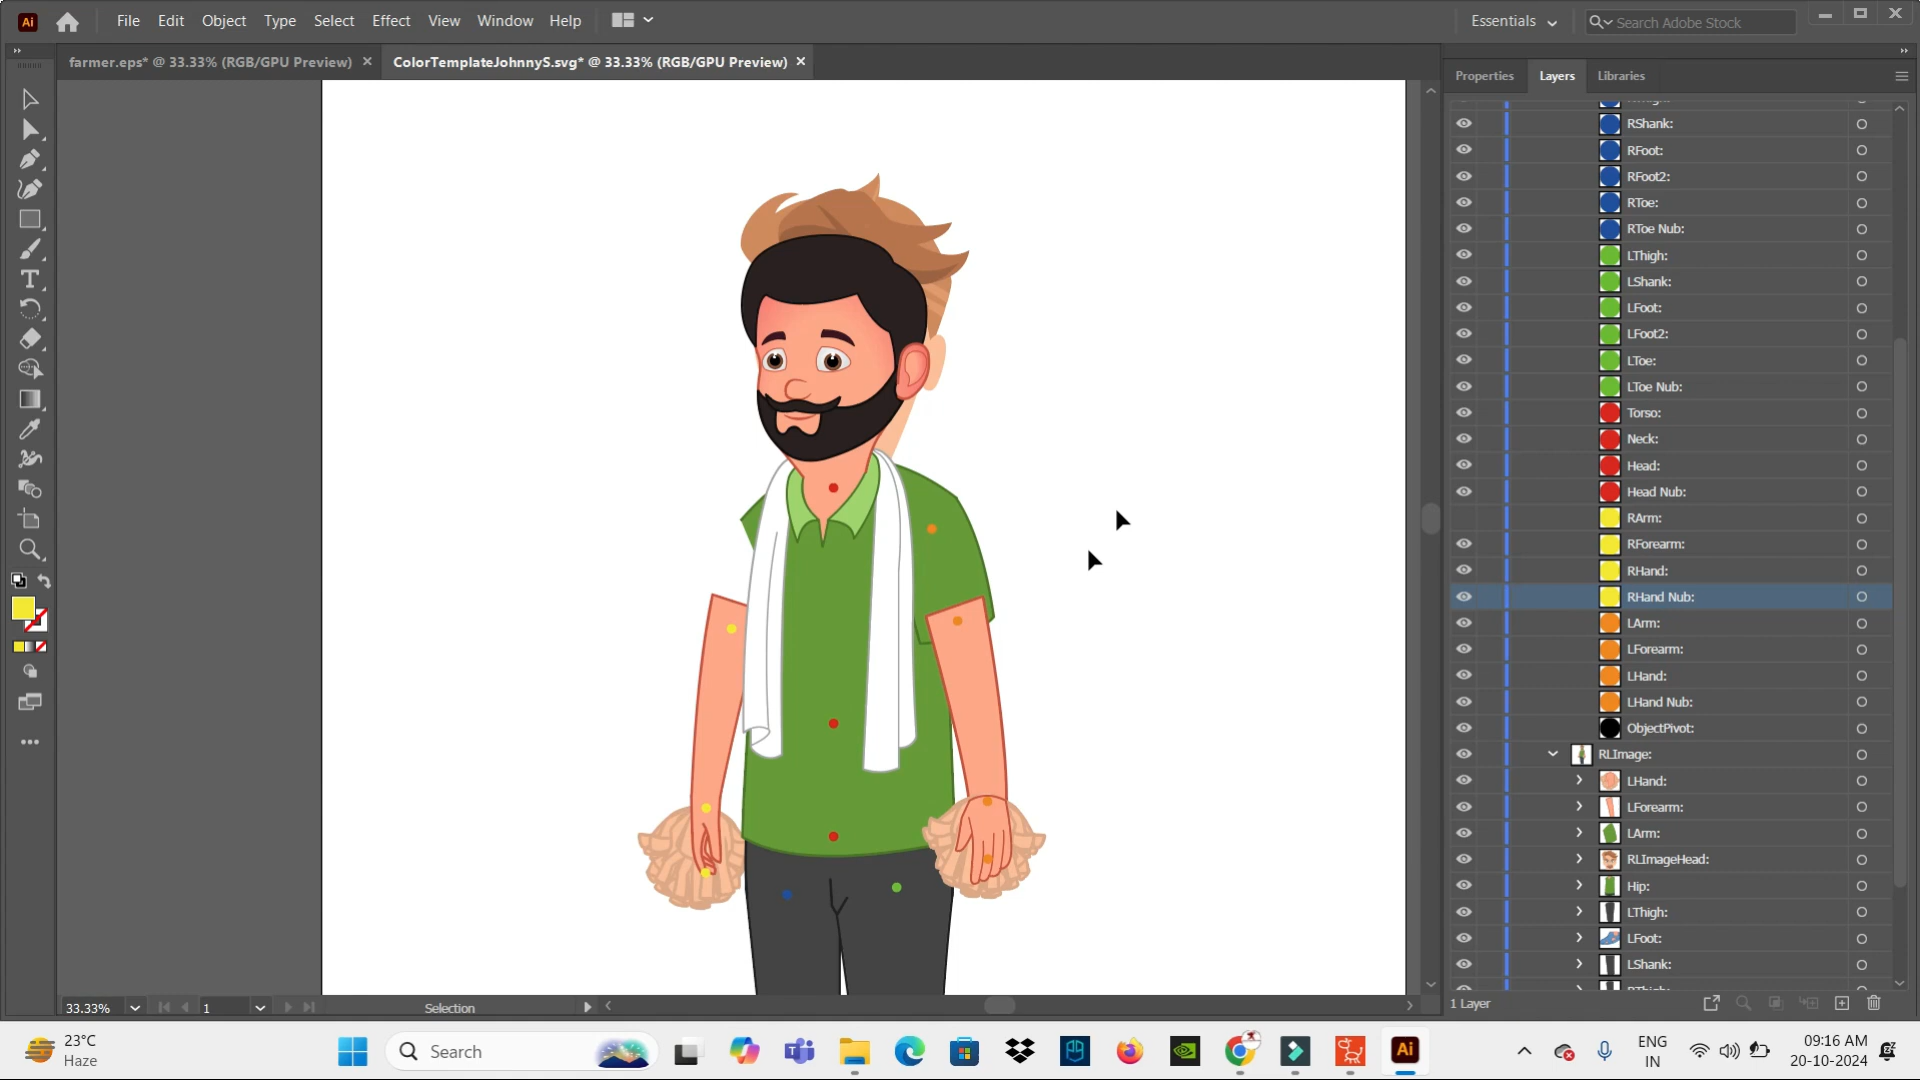 Ai File Edit Object Type Select Effect View Window Help Essentials Search Adobe Stock
farmer.eps* @ 33.33% (RGB/GPU Preview) × ColorTemplateJohnnyS.svg* @ 33.33% (RGB/GPU Preview) ×
Properties Layers Libraries
RShank:
RFoot:
RFoot2:
RToe:
RToe Nub:
LThigh:
LShank:
LFoot:
LFoot2:
LToe:
LToe Nub:
Torso:
Neck:
Head:
Head Nub:
RArm:
RForearm:
RHand:
RHand Nub:
LArm:
LForearm:
LHand:
LHand Nub:
ObjectPivot:
RLImage:
LHand:
LForearm:
LArm:
RLImageHead:
Hip:
LThigh:
LFoot:
LShank:
33.33% 1 Selection
1 Layer
23°C
Haze
Search
Ai
ENG
IN
09:16 AM
20-10-2024